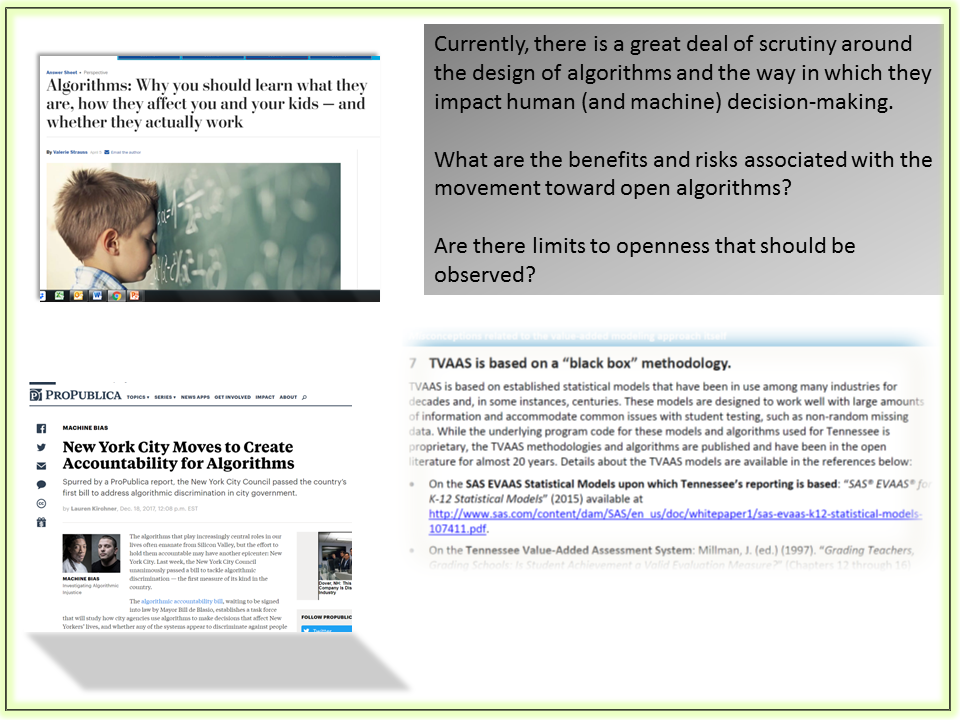 Answer Sheet • Perspective
Algorithms: Why you should learn what they
are, how they affect you and your kids — and
whether they actually work
By Valerie Strauss April Email the author
Currently, there is a great deal of scrutiny around
the design of algorithms and the way in which they
impact human (and machine) decision-making.
What are the benefits and risks associated with the
movement toward open algorithms?
Are there limits to openness that should be
observed?
related to the value-added modeling approach itself
7 TVAAS is based on a “black box” methodology.
TVAAS is based on established statistical models that have been in use among many industries for
decades and, in some instances, centuries. These models are designed to work well with large amounts
of information and accommodate common issues with student testing, such as non-random missing
data. While the underlying program code for these models and algorithms used for Tennessee is
proprietary, the TVAAS methodologies and algorithms are published and have been in the open
literature for almost 20 years. Details about the TVAAS models are available in the references below:
• On the SAS EVAAS Statistical Models upon which Tennessee’s reporting is based: “SAS® EVAAS® for
K-12 Statistical Models” (2015) available at
http://www.sas.com/content/dam/SAS/en_us/doc/whitepaper1/sas-evaas-k12-statistical-models-
107411.pdf.
• On the Tennessee Value-Added Assessment System: Millman, J. (ed.) (1997). “Grading Teachers,
Grading Schools: Is Student Achievement a Valid Evaluation Measure?” (Chapters 12 through 16)
PROPUBLICA TOPICS SERIES NEWS APPS GET INVOLVED IMPACT ABOUT
MACHINE BIAS
New York City Moves to Create
Accountability for Algorithms
Spurred by a ProPublica report, the New York City Council passed the country’s
first bill to address algorithmic discrimination in city government.
by Lauren Kirchner, Dec. 18, 2017, 12:08 p.m. EST
MACHINE BIAS
Investigating Algorithmic
Injustice
The algorithms that play increasingly central roles in our
lives often emanate from Silicon Valley, but the effort to
hold them accountable may have another epicenter: New
York City. Last week, the New York City Council
unanimously passed a bill to tackle algorithmic
discrimination — the first measure of its kind in the
country.
The algorithmic accountability bill, waiting to be signed
into law by Mayor Bill de Blasio, establishes a task force
that will study how city agencies use algorithms to make decisions that affect New
Yorkers’ lives, and whether any of the systems appear to discriminate against people
Dover, NH: This
Company is Dis
Industry
FOLLOW PROPUBLIC
Twitter